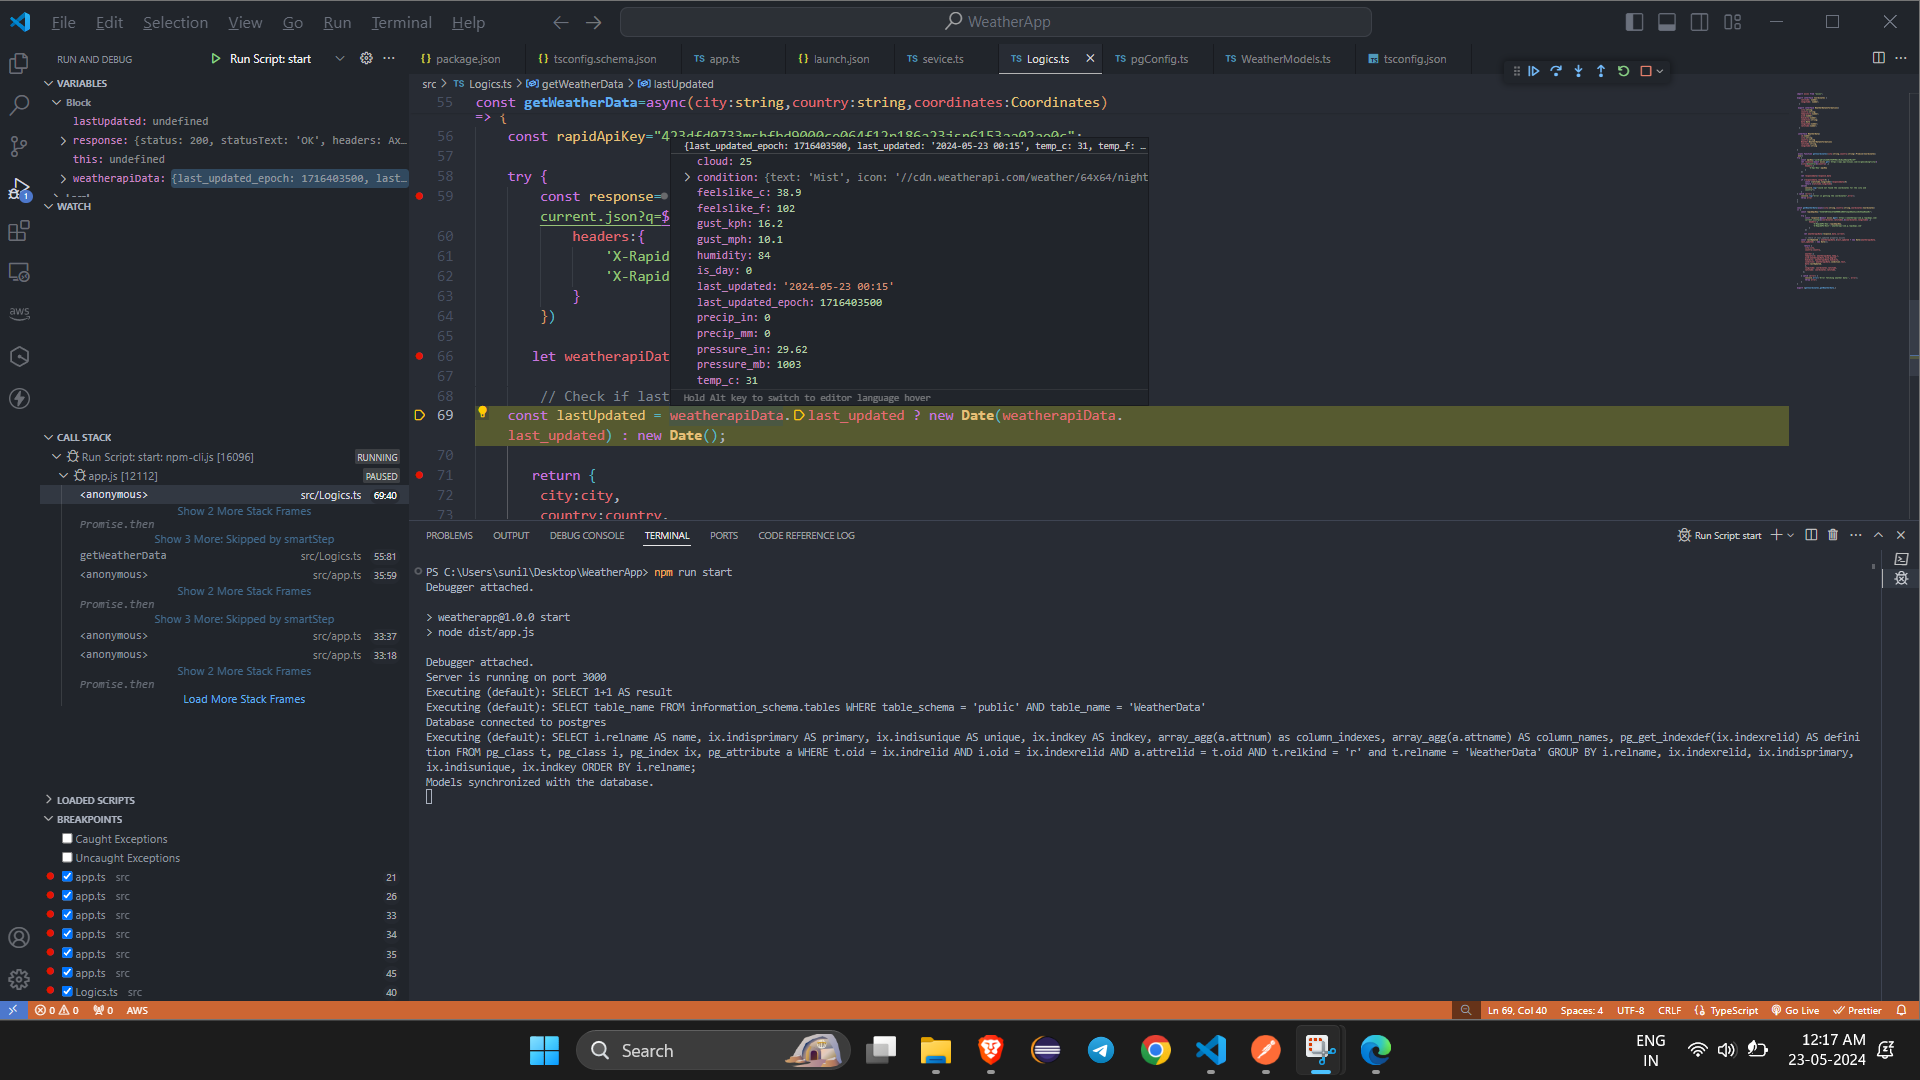 File Edit Selection View Go Run Terminal Help
WeatherApp
RUN AND DEBUG
Run Script: start
package.json
tsconfig.schema.json
TS app.ts
launch.json
TS sevice.ts
TS Logics.ts
TS pgConfig.ts
TS WeatherModels.ts
tsconfig.json
VARIABLES
Block
lastUpdated: undefined
response: {status: 200, statusText: 'OK', headers: Ax…
this: undefined
weatherapiData: {last_updated_epoch: 1716403500, last…
WATCH
CALL STACK
Run Script: start: npm-cli.js [16096] RUNNING
app.js [12112] PAUSED
<anonymous> src/Logics.ts 69:40
Show 2 More Stack Frames
Promise.then
Show 3 More: Skipped by smartStep
getWeatherData src/Logics.ts 55:81
<anonymous> src/app.ts 35:59
Show 2 More Stack Frames
Promise.then
Show 3 More: Skipped by smartStep
<anonymous> src/app.ts 33:37
<anonymous> src/app.ts 33:18
Show 2 More Stack Frames
Promise.then
Load More Stack Frames
LOADED SCRIPTS
BREAKPOINTS
Caught Exceptions
Uncaught Exceptions
app.ts src 21
app.ts src 26
app.ts src 33
app.ts src 34
app.ts src 35
app.ts src 45
Logics.ts src 40
src > TS Logics.ts > getWeatherData > lastUpdated
55 const getWeatherData=async(city:string,country:string,coordinates:Coordinates)
=> {
56 const rapidApiKey=
57
58 try {
59 const response=
current.json?q=$
60 headers:{
61 'X-Rapid
62 'X-Rapid
63 }
64 })
65
66 let weatherapiDat
67
68 // Check if last
69 const lastUpdated = weatherapiData.last_updated ? new Date(weatherapiData.
last_updated) : new Date();
70
71 return {
72 city:city,
73 country:country,
{last_updated_epoch: 1716403500, last_updated: '2024-05-23 00:15', temp_c: 31, temp_f: …
cloud: 25
condition: {text: 'Mist', icon: '//cdn.weatherapi.com/weather/64x64/night
feelslike_c: 38.9
feelslike_f: 102
gust_kph: 16.2
gust_mph: 10.1
humidity: 84
is_day: 0
last_updated: '2024-05-23 00:15'
last_updated_epoch: 1716403500
precip_in: 0
precip_mm: 0
pressure_in: 29.62
pressure_mb: 1003
temp_c: 31
Hold Alt key to switch to editor language hover
PROBLEMS OUTPUT DEBUG CONSOLE TERMINAL PORTS CODE REFERENCE LOG
Run Script: start
PS C:\Users\sunil\Desktop\WeatherApp> npm run start
Debugger attached.
> weatherapp@1.0.0 start
> node dist/app.js
Debugger attached.
Server is running on port 3000
Executing (default): SELECT 1+1 AS result
Executing (default): SELECT table_name FROM information_schema.tables WHERE table_schema = 'public' AND table_name = 'WeatherData'
Database connected to postgres
Executing (default): SELECT i.relname AS name, ix.indisprimary AS primary, ix.indisunique AS unique, ix.indkey AS indkey, array_agg(a.attnum) as column_indexes, array_agg(a.attname) AS column_names, pg_get_indexdef(ix.indexrelid) AS defini
tion FROM pg_class t, pg_class i, pg_index ix, pg_attribute a WHERE t.oid = ix.indrelid AND i.oid = ix.indexrelid AND a.attrelid = t.oid AND t.relkind = 'r' and t.relname = 'WeatherData' GROUP BY i.relname, ix.indexrelid, ix.indisprimary,
ix.indisunique, ix.indkey ORDER BY i.relname;
Models synchronized with the database.
aws
1
0 0 0 AWS
Ln 69, Col 40 Spaces: 4 UTF-8 CRLF TypeScript Go Live Prettier
Search
ENG
IN
12:17 AM
23-05-2024